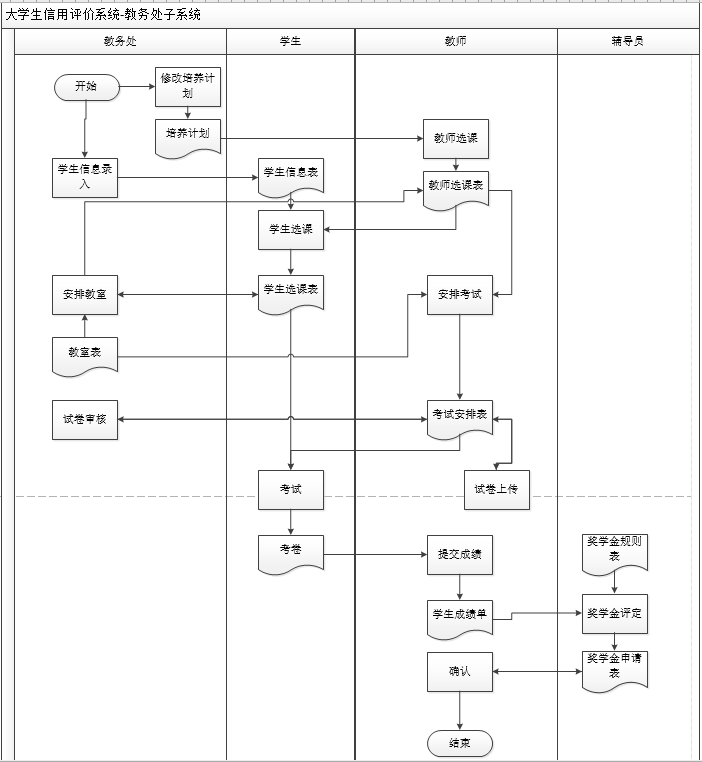 大学生信用评价系统-教务处子系统
教务处
学生
教师
辅导员
开始
修改培养计
划
培养计划
教师选课
学生信息录
入
学生信息表
教师选课表
学生选课
安排教室
学生选课表
安排考试
教室表
试卷审核
考试安排表
考试
试卷上传
考卷
提交成绩
奖学金规则
表
学生成绩单
奖学金评定
确认
奖学金申请
表
结束